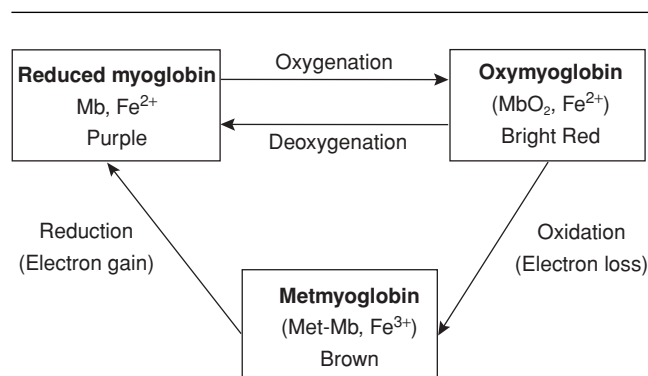 Reduced myoglobin
Mb, Fe²⁺
Purple
Oxygenation
Deoxygenation
Oxymyoglobin
(MbO₂, Fe²⁺)
Bright Red
Reduction
(Electron gain)
Oxidation
(Electron loss)
Metmyoglobin
(Met-Mb, Fe³⁺)
Brown